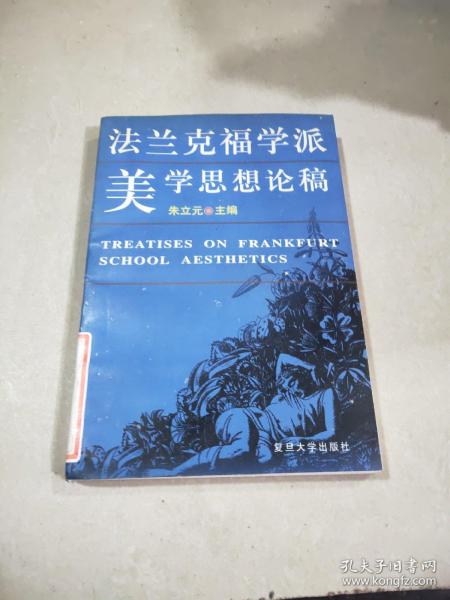 法兰克福学派
美学思想论稿
朱立元 主编
TREATISES ON FRANKFURT
SCHOOL AESTHETICS
复旦大学出版社
孔夫子旧书网
www.kongfz.com